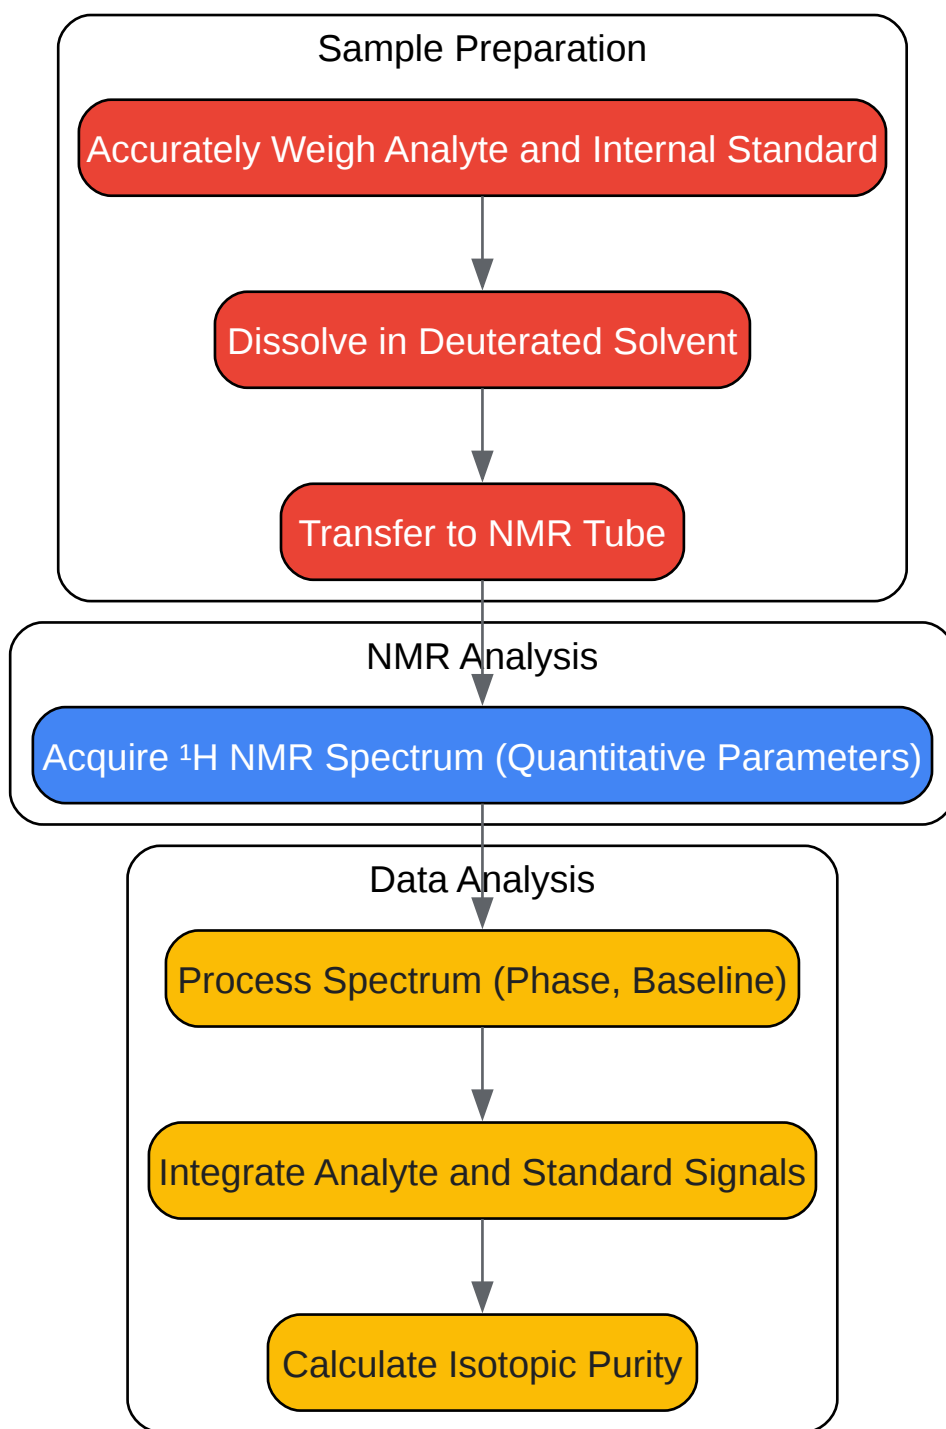 Sample Preparation
Accurately Weigh Analyte and Internal Standard
Dissolve in Deuterated Solvent
Transfer to NMR Tube
NMR Analysis
Acquire ¹H NMR Spectrum (Quantitative Parameters)
Data Analysis
Process Spectrum (Phase, Baseline)
Integrate Analyte and Standard Signals
Calculate Isotopic Purity